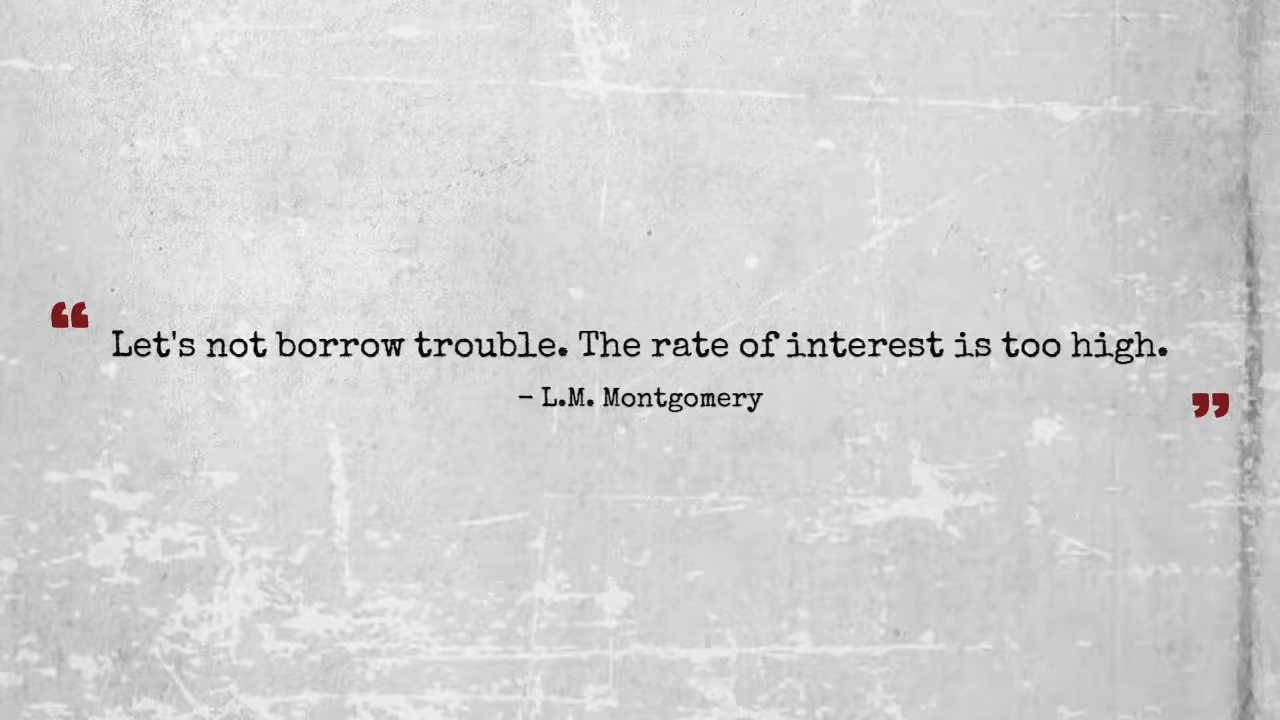 “ Let's not borrow trouble. The rate of interest is too high.
– L.M. Montgomery ”